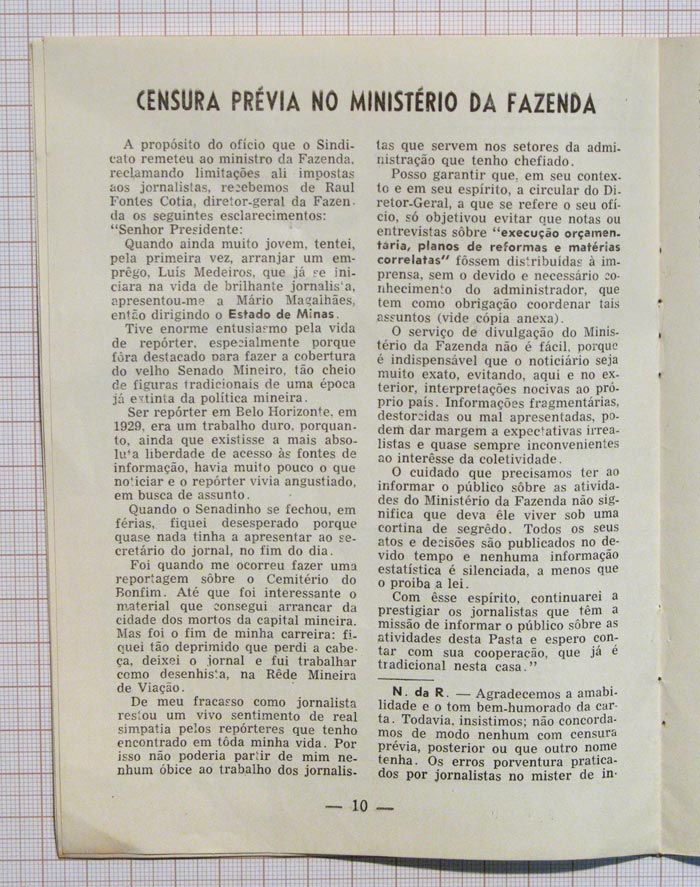 CENSURA PRÉVIA NO MINISTÉRIO DA FAZENDA
A propósito do ofício que o Sindi-
cato remeteu ao ministro da Fazenda,
reclamando limitações ali impostas
aos jornalistas, recebemos de Raul
Fontes Cotia, diretor-geral da Fazen-
da os seguintes esclarecimentos:
"Senhor Presidente:
Quando ainda muito jovem, tentei,
pela primeira vez, arranjar um em-
prêgo, Luís Medeiros, que já se ini-
ciara na vida de brilhante jornalista,
apresentou-me a Mário Magalhães,
então dirigindo o Estado de Minas.
Tive enorme entusiasmo pela vida
de repórter, especialmente porque
fôra destacado para fazer a cobertura
do velho Senado Mineiro, tão cheio
de figuras tradicionais de uma época
já extinta da política mineira.
Ser repórter em Belo Horizonte, em
1929, era um trabalho duro, porquan-
to, ainda que existisse a mais abso-
luta liberdade de acesso às fontes de
informação, havia muito pouco o que
noticiar e o repórter vivia angustiado,
em busca de assunto.
Quando o Senadinho se fechou, em
férias, fiquei desesperado porque
quase nada tinha a apresentar ao se-
cretário do jornal, no fim do dia.
Foi quando me ocorreu fazer uma
reportagem sôbre o Cemitério do
Bonfim. Até que foi interessante o
material que consegui arrancar da
cidade dos mortos da capital mineira.
Mas foi o fim de minha carreira: fi-
quei tão deprimido que perdi a cabe-
ça, deixei o jornal e fui trabalhar
como desenhista, na Rêde Mineira
de Viação.
De meu fracasso como jornalista
restou um vivo sentimento de real
simpatia pelos repórteres que tenho
encontrado em tôda minha vida. Por
isso não poderia partir de mim ne-
nhum óbice ao trabalho dos jornalis-
tas que servem nos setores da admi-
nistração que tenho chefiado.
Posso garantir que, em seu contex-
to e em seu espírito, a circular do Di-
retor-Geral, a que se refere o seu ofí-
cio, só objetivou evitar que notas ou
entrevistas sôbre "execução orçamen-
tária, planos de reformas e matérias
correlatas" fôssem distribuídas à im-
prensa, sem o devido e necessário co-
nhecimento do administrador, que
tem como obrigação coordenar tais
assuntos (vide cópia anexa).
O serviço de divulgação do Minis-
tério da Fazenda não é fácil, porque
é indispensável que o noticiário seja
muito exato, evitando, aqui e no ex-
terior, interpretações nocivas ao pró-
prio país. Informações fragmentárias,
destorcidas ou mal apresentadas, po-
dem dar margem a expectativas irrea-
listas e quase sempre inconvenientes
ao interêsse da coletividade.
O cuidado que precisamos ter ao
informar o público sôbre as ativida-
des do Ministério da Fazenda não sig-
nifica que deva êle viver sob uma
cortina de segrêdo. Todos os seus
atos e decisões são publicados no de-
vido tempo e nenhuma informação
estatística é silenciada, a menos que
o proiba a lei.
Com êsse espírito, continuarei a
prestigiar os jornalistas que têm a
missão de informar o público sôbre as
atividades desta Pasta e espero con-
tar com sua cooperação, que já é
tradicional nesta casa."
N. da R. — Agradecemos a amabi-
lidade e o tom bem-humorado da car-
ta. Todavia, insistimos; não concorda-
mos de modo nenhum com censura
prévia, posterior ou que outro nome
tenha. Os erros porventura pratica-
dos por jornalistas no mister de in-
— 10 —